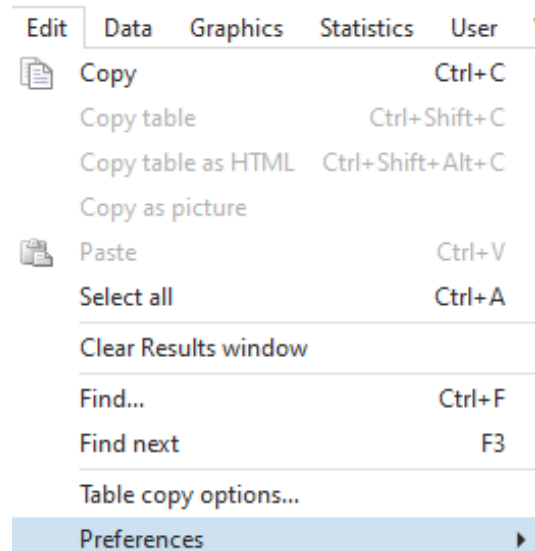 Edit Data Graphics Statistics User
Copy Ctrl+C
Copy table Ctrl+Shift+C
Copy table as HTML Ctrl+Shift+Alt+C
Copy as picture
Paste Ctrl+V
Select all Ctrl+A
Clear Results window
Find... Ctrl+F
Find next F3
Table copy options...
Preferences